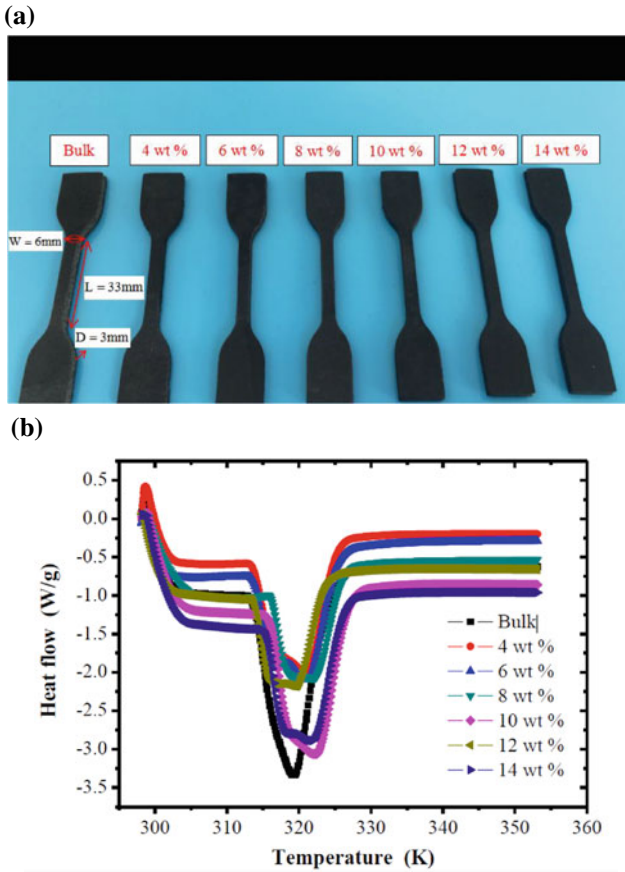 (a)
Bulk
4 wt %
6 wt %
8 wt %
10 wt %
12 wt %
14 wt %
W = 6mm
L = 33mm
D = 3mm
(b)
0.5
0.0
-0.5
-1.0
-1.5
-2.0
-2.5
-3.0
-3.5
Heat flow (W/g)
Bulk|
4 wt %
6 wt %
8 wt %
10 wt %
12 wt %
14 wt %
300 310 320 330 340 350 360
Temperature (K)